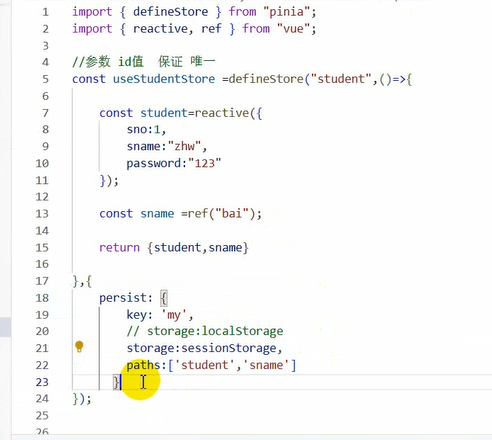 1 import { defineStore } from "pinia";
2 import { reactive, ref } from "vue";
3
4 //参数 id值 保证 唯一
5 const useStudentStore =defineStore("student",()=>{
6
7 const student=reactive({
8 sno:1,
9 sname:"zhw",
10 password:"123"
11 });
12
13 const sname =ref("bai");
14
15 return {student,sname}
16
17 },{
18 persist: {
19 key: 'my',
20 // storage:localStorage
21 storage:sessionStorage,
22 paths:['student','sname']
23 }
24 });
25
26